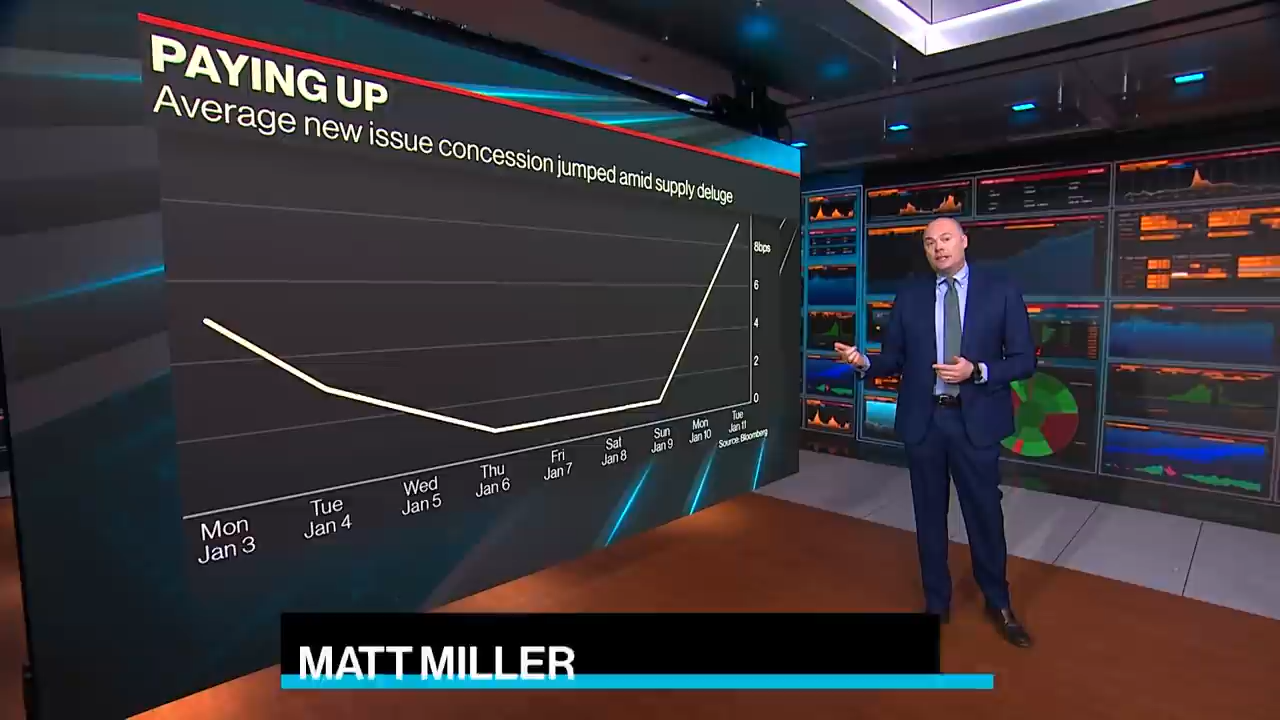 PAYING UP
Average new issue concession jumped amid supply deluge
8bps
6
4
2
0
Mon
Jan 3
Tue
Jan 4
Wed
Jan 5
Thu
Jan 6
Fri
Jan 7
Sat
Jan 8
Sun
Jan 9
Mon
Jan 10
Tue
Jan 11
Source: Bloomberg
MATT MILLER